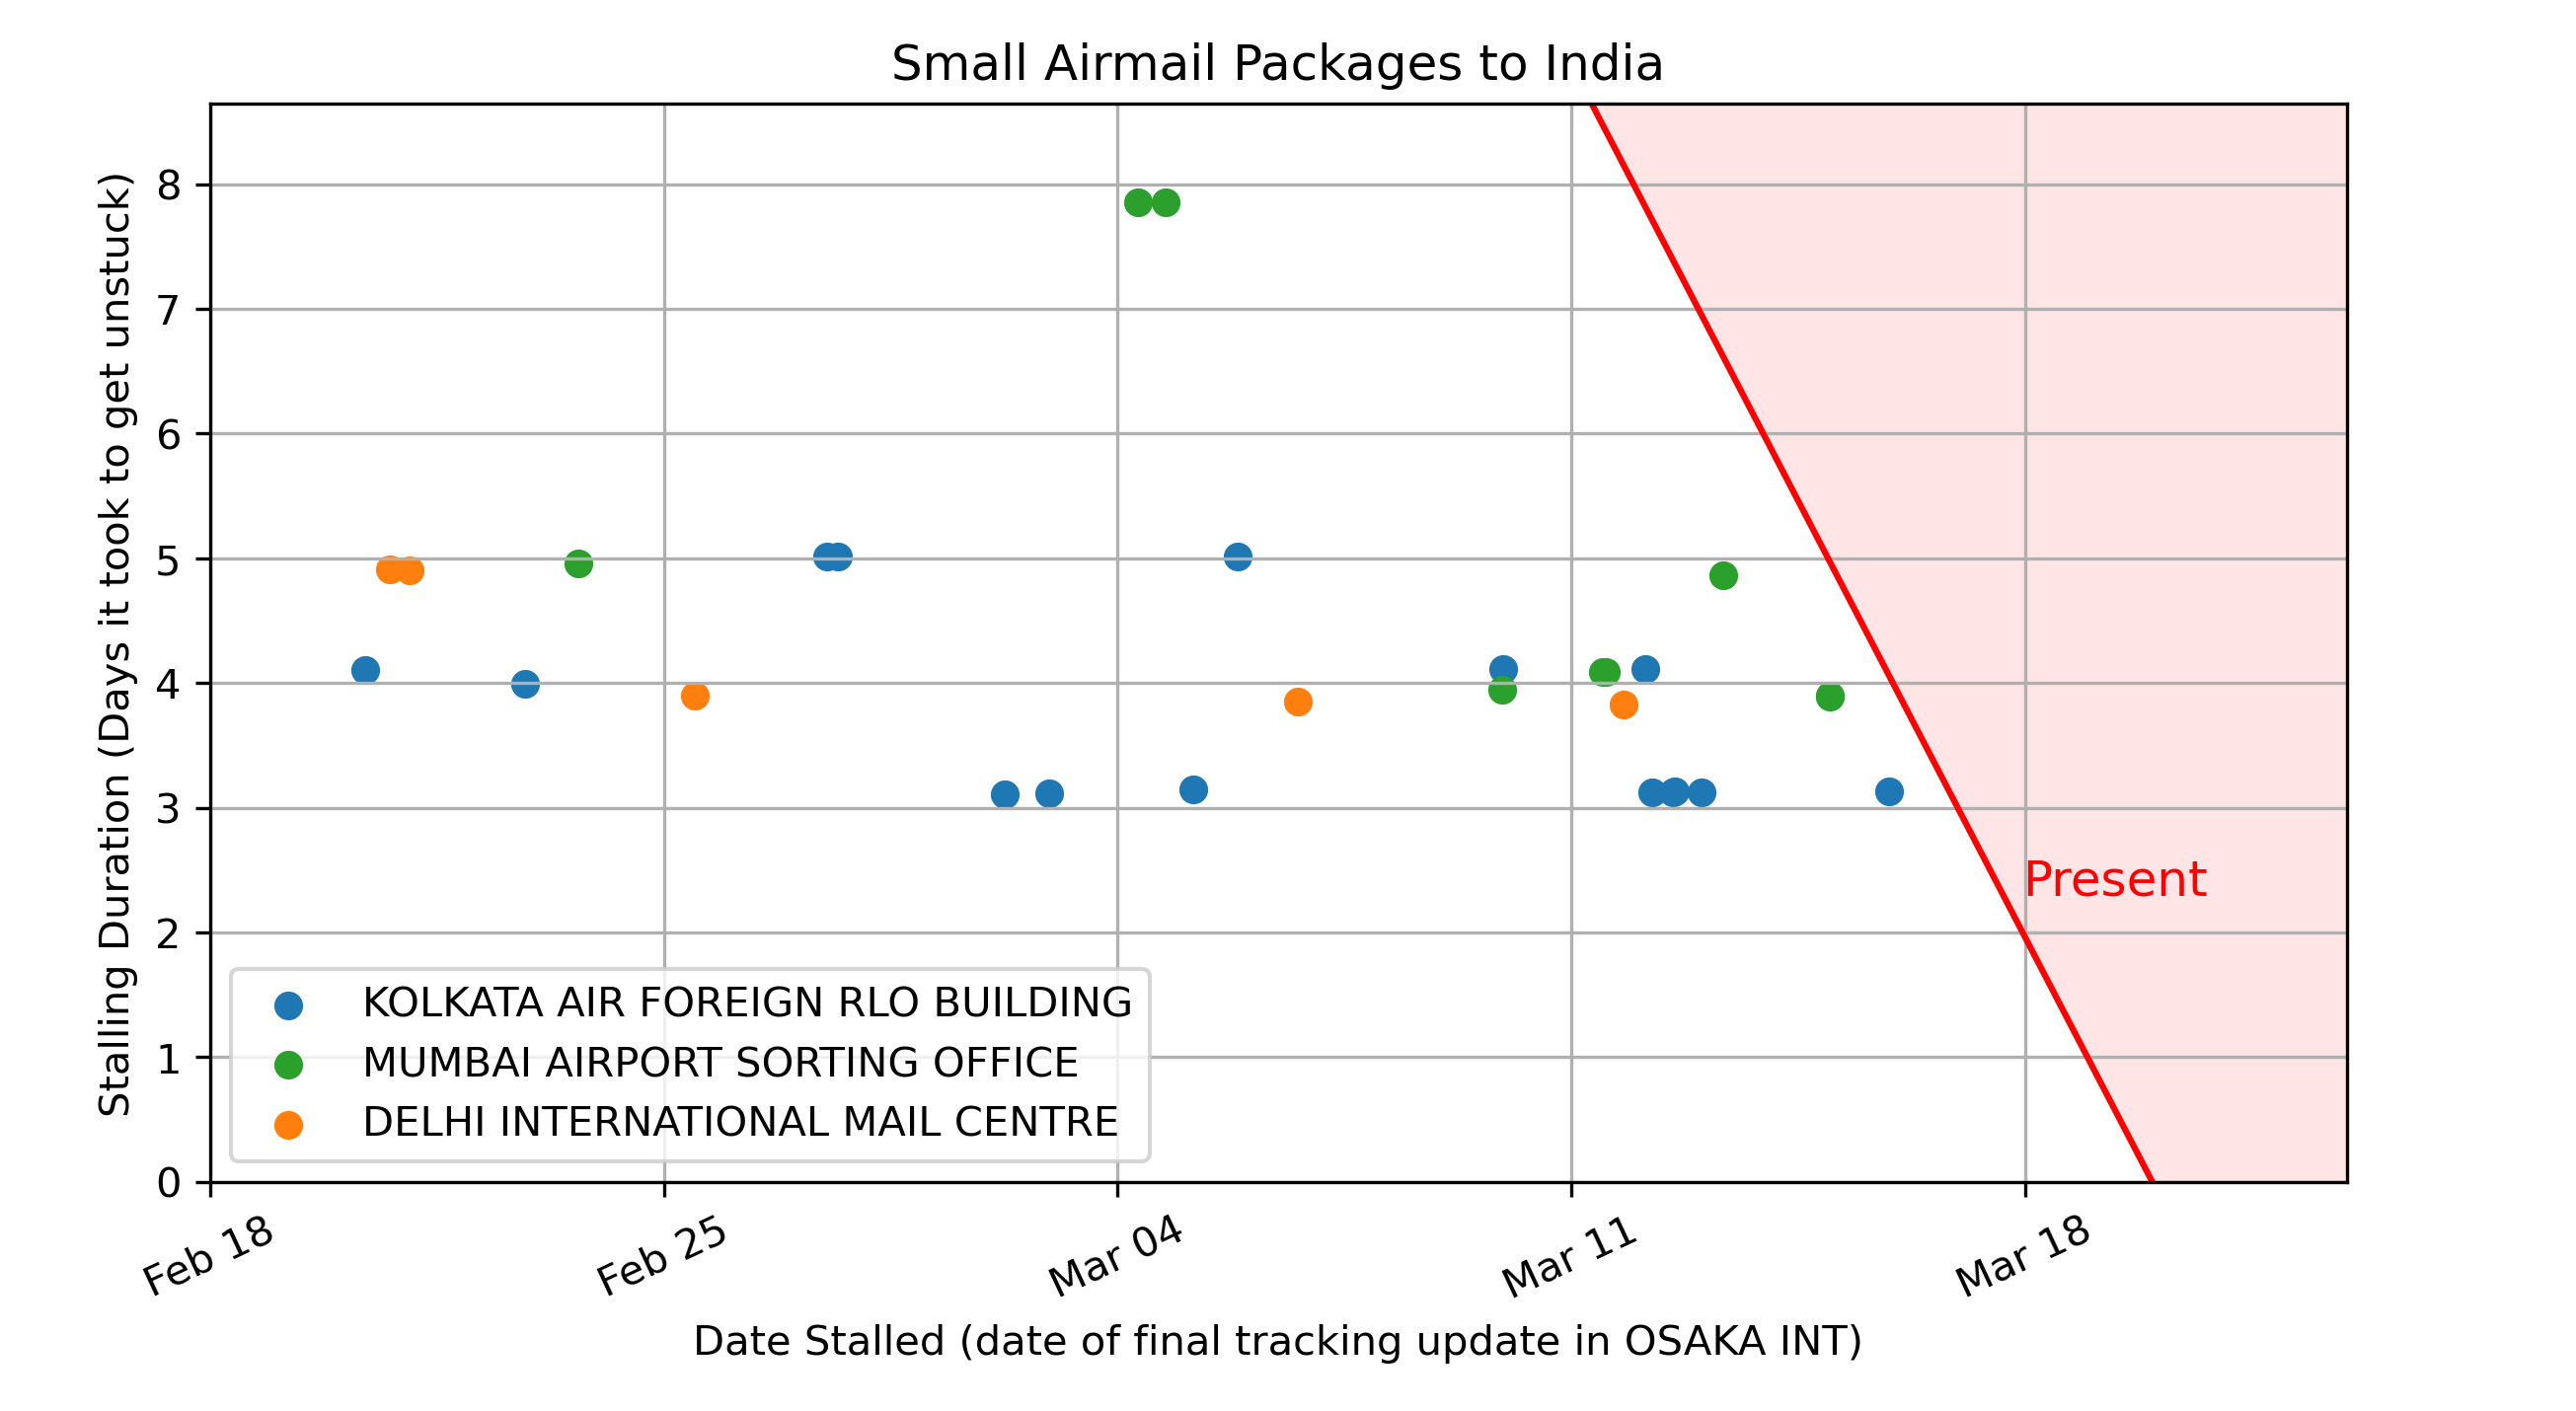 Small Airmail Packages to India
Stalling Duration (Days it took to get unstuck)
8
7
6
5
4
3
2
1
0
Present
KOLKATA AIR FOREIGN RLO BUILDING
MUMBAI AIRPORT SORTING OFFICE
DELHI INTERNATIONAL MAIL CENTRE
Feb 18
Feb 25
Mar 04
Mar 11
Mar 18
Date Stalled (date of final tracking update in OSAKA INT)